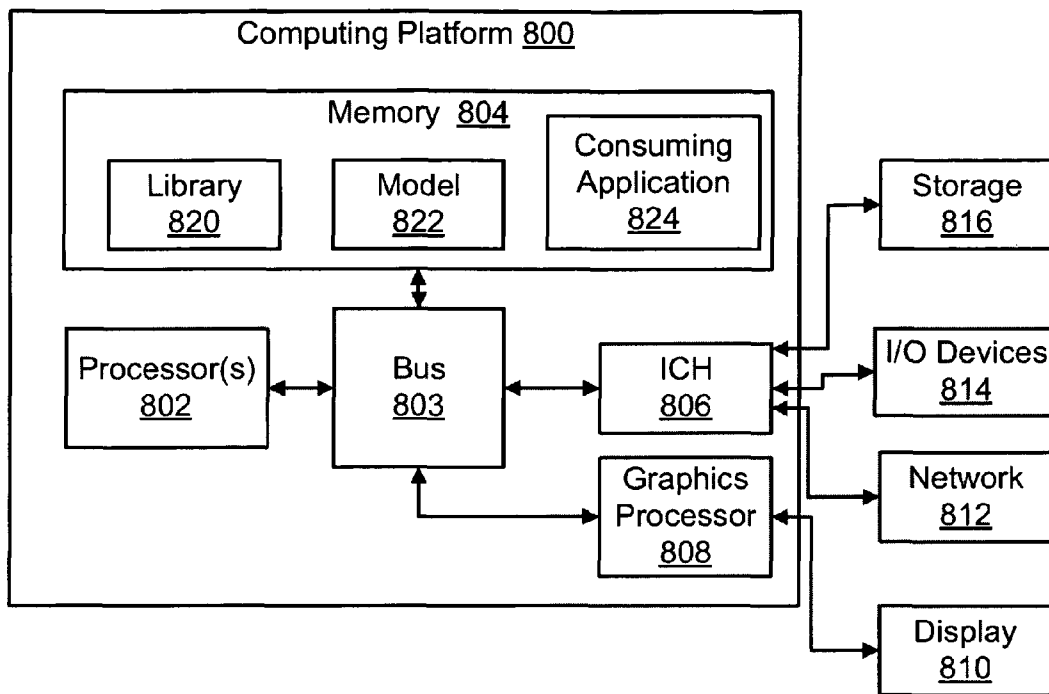 Computing Platform 800
Memory 804
Library
820
Model
822
Consuming
Application
824
Storage
816
Processor(s)
802
Bus
803
ICH
806
I/O Devices
814
Graphics
Processor
808
Network
812
Display
810